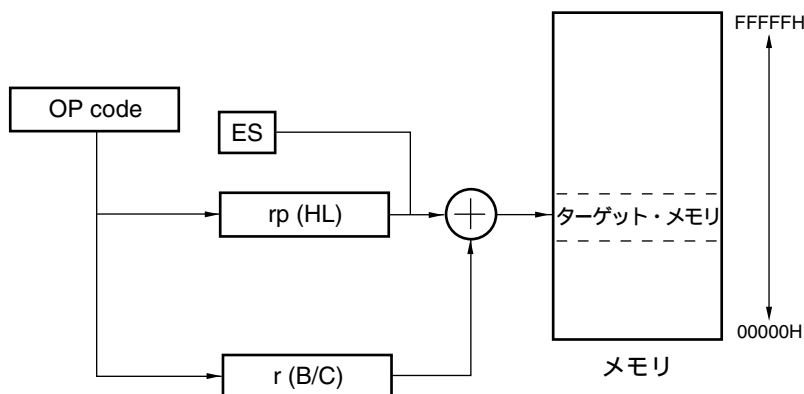 FFFFFH
OP code
ES
rp (HL)
ターゲット・メモリ
r (B/C)
00000H
メモリ